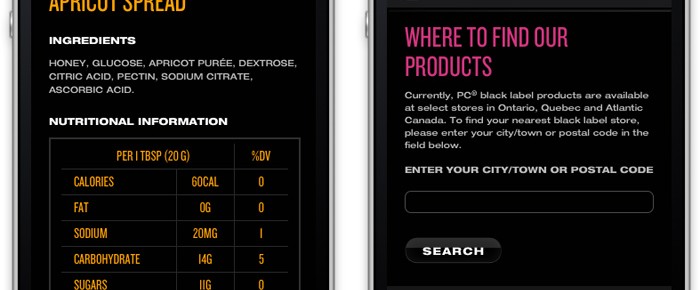 APRICOT SPREAD
INGREDIENTS
HONEY, GLUCOSE, APRICOT PURÉE, DEXTROSE,
CITRIC ACID, PECTIN, SODIUM CITRATE,
ASCORBIC ACID.
NUTRITIONAL INFORMATION
PER 1 TBSP (20 G) %DV
CALORIES 60CAL 0
FAT 0G 0
SODIUM 20MG 1
CARBOHYDRATE 14G 5
SUGARS 11G 0
WHERE TO FIND OUR
PRODUCTS
Currently, PC® black label products are available
at select stores in Ontario, Quebec and Atlantic
Canada. To find your nearest black label store,
please enter your city/town or postal code in the
field below.
ENTER YOUR CITY/TOWN OR POSTAL CODE
SEARCH